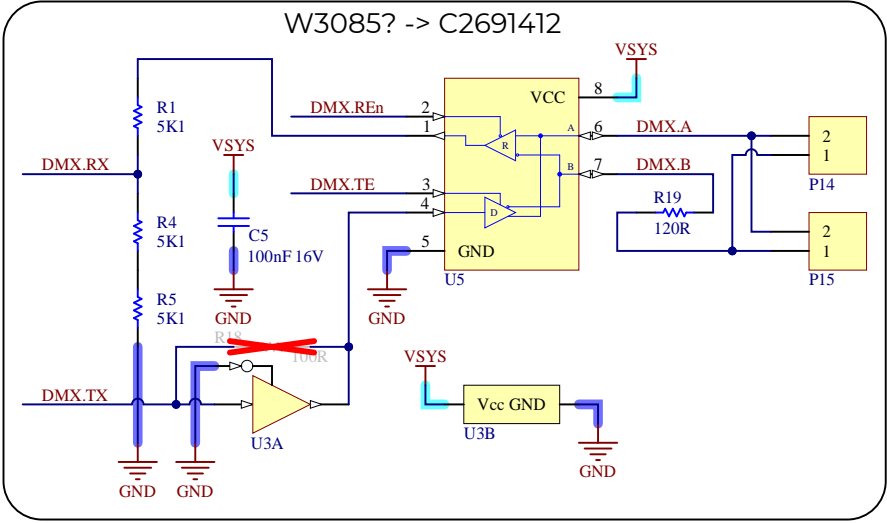 W3085? -> C2691412
VSYS
VCC
8
R1
5K1
DMX.REn
2
1
R
A
6
DMX.A
2
1
P14
VSYS
DMX.RX
B
7
DMX.B
DMX.TE
3
4
D
R19
120R
R4
5K1
C5
100nF 16V
5
GND
U5
2
1
P15
R5
5K1
GND
GND
R18
100R
VSYS
DMX.TX
Vcc GND
U3A
U3B
GND
GND
GND